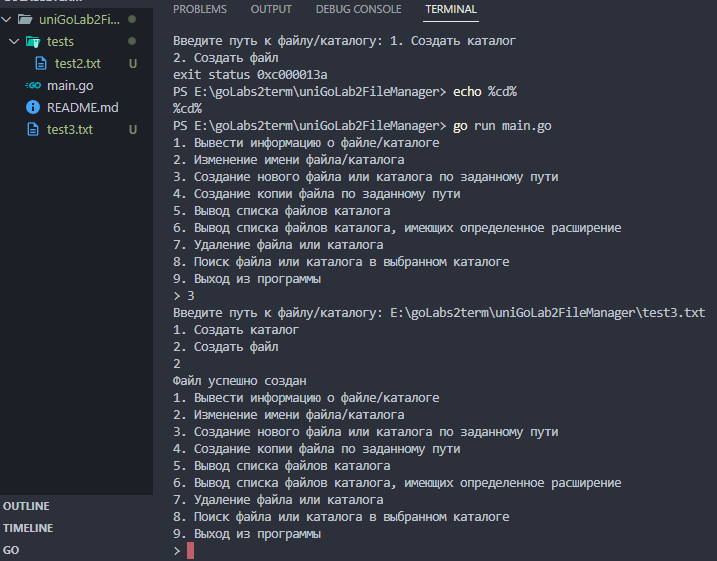 uniGoLab2Fi...
tests
test2.txt U
main.go
README.md
test3.txt U
OUTLINE
TIMELINE
GO
PROBLEMS OUTPUT DEBUG CONSOLE TERMINAL
Введите путь к файлу/каталогу: 1. Создать каталог
2. Создать файл
exit status 0xc000013a
PS E:\goLabs2term\uniGoLab2FileManager> echo %cd%
%cd%
PS E:\goLabs2term\uniGoLab2FileManager> go run main.go
1. Вывести информацию о файле/каталоге
2. Изменение имени файла/каталога
3. Создание нового файла или каталога по заданному пути
4. Создание копии файла по заданному пути
5. Вывод списка файлов каталога
6. Вывод списка файлов каталога, имеющих определенное расширение
7. Удаление файла или каталога
8. Поиск файла или каталога в выбранном каталоге
9. Выход из программы
> 3
Введите путь к файлу/каталогу: E:\goLabs2term\uniGoLab2FileManager\test3.txt
1. Создать каталог
2. Создать файл
2
Файл успешно создан
1. Вывести информацию о файле/каталоге
2. Изменение имени файла/каталога
3. Создание нового файла или каталога по заданному пути
4. Создание копии файла по заданному пути
5. Вывод списка файлов каталога
6. Вывод списка файлов каталога, имеющих определенное расширение
7. Удаление файла или каталога
8. Поиск файла или каталога в выбранном каталоге
9. Выход из программы
>